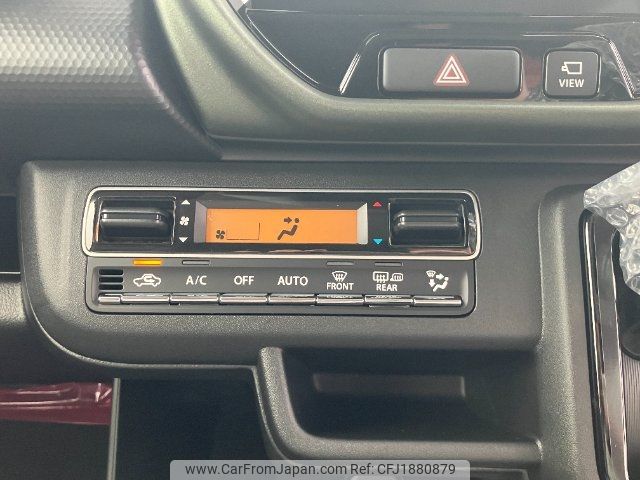 VIEW
A/C
OFF
AUTO
FRONT
REAR
www.CarFromJapan.com Ref: CFJ1880879